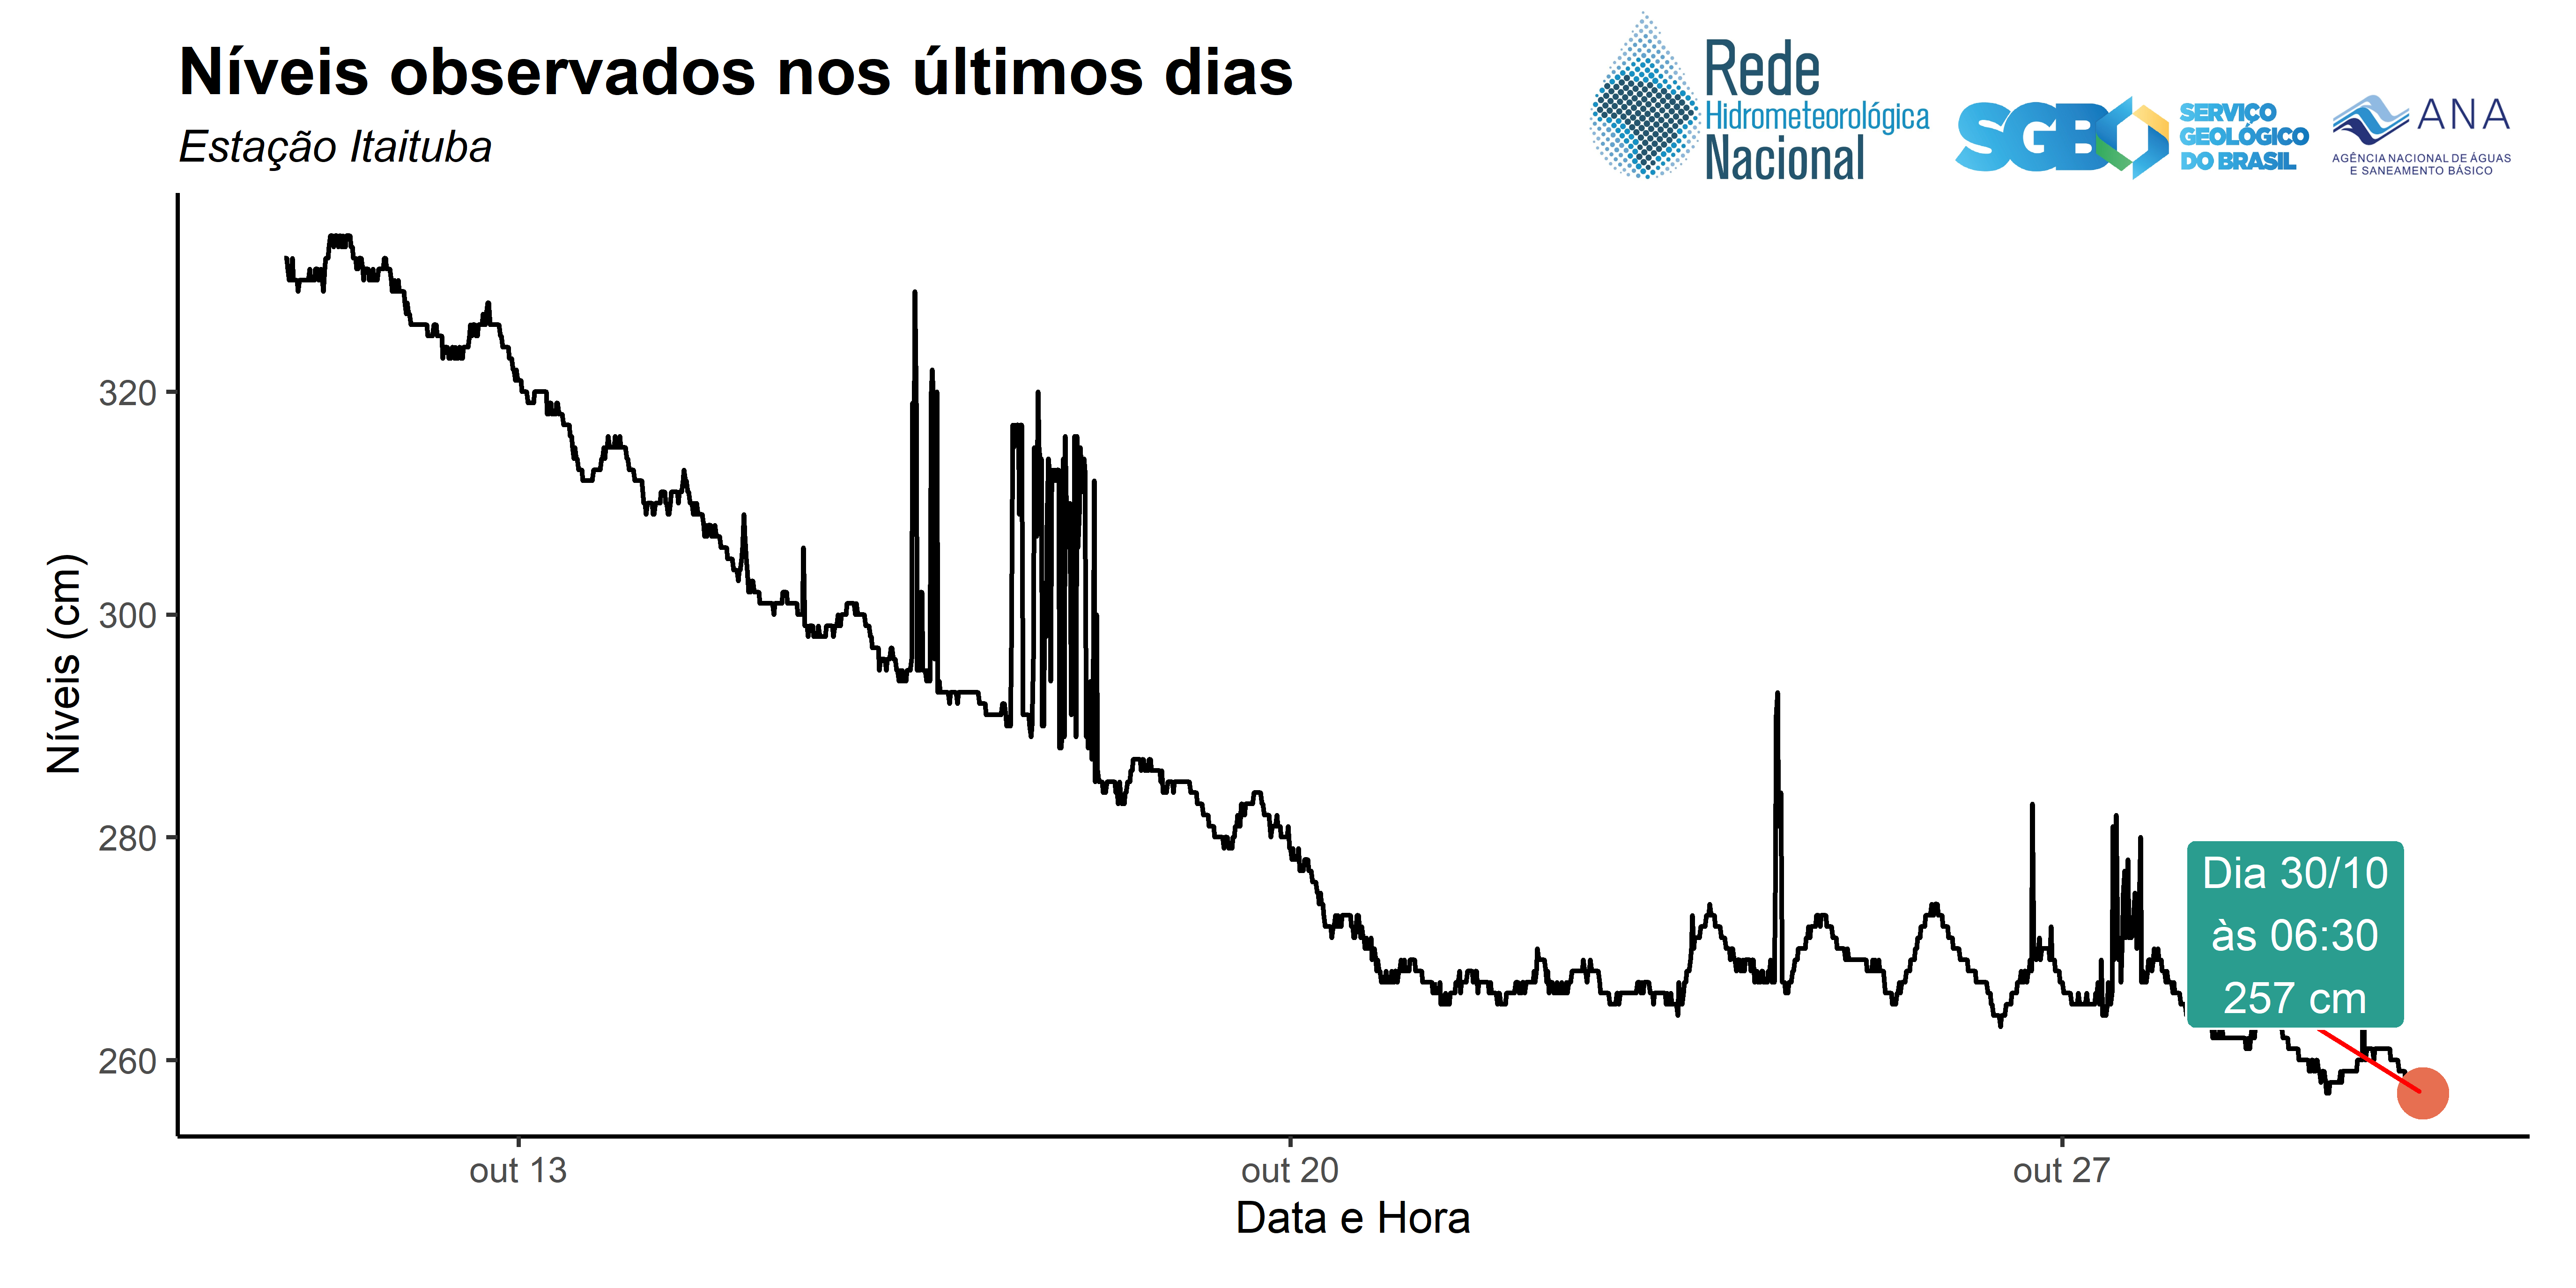 Níveis observados nos últimos dias
Estação Itaituba
Rede
Hidrometeorológica
Nacional
SGB
SERVIÇO
GEOLÓGICO
DO BRASIL
ANA
AGÊNCIA NACIONAL DE ÁGUAS
E SANEAMENTO BÁSICO
Níveis (cm)
320
300
280
260
Dia 30/10
às 06:30
257 cm
out 13
out 20
out 27
Data e Hora